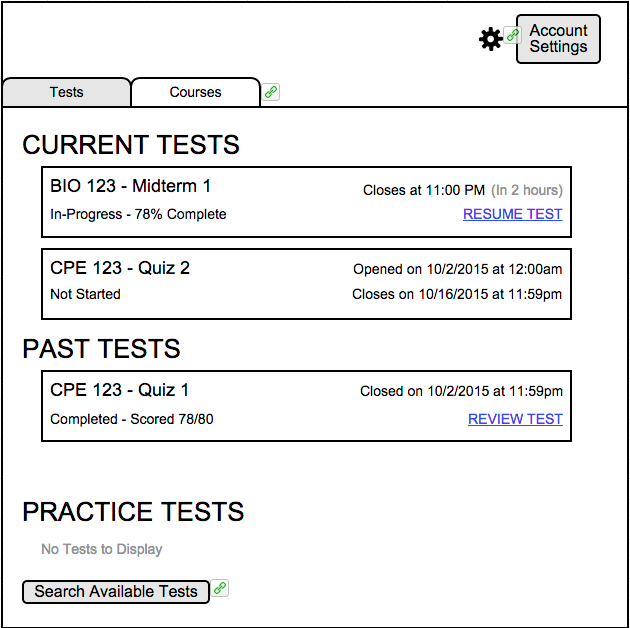 Account
Settings
Tests
Courses
CURRENT TESTS
BIO 123 - Midterm 1
Closes at 11:00 PM (In 2 hours)
In-Progress - 78% Complete
RESUME TEST
CPE 123 - Quiz 2
Opened on 10/2/2015 at 12:00am
Not Started
Closes on 10/16/2015 at 11:59pm
PAST TESTS
CPE 123 - Quiz 1
Closed on 10/2/2015 at 11:59pm
Completed - Scored 78/80
REVIEW TEST
PRACTICE TESTS
No Tests to Display
Search Available Tests